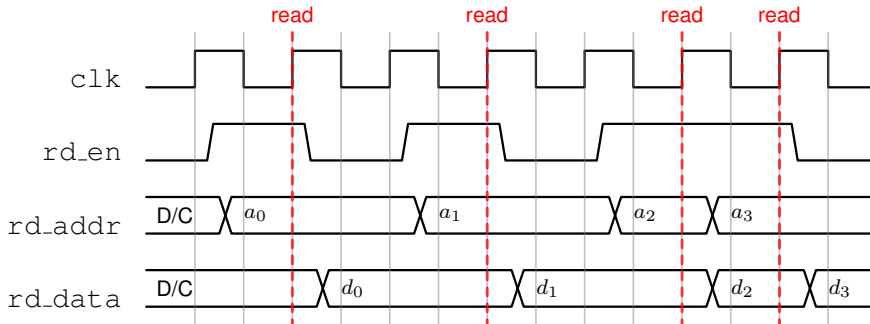 read read read read
clk
rd_en
rd_addr D/C a0 a1 a2 a3
rd_data D/C d0 d1 d2 d3